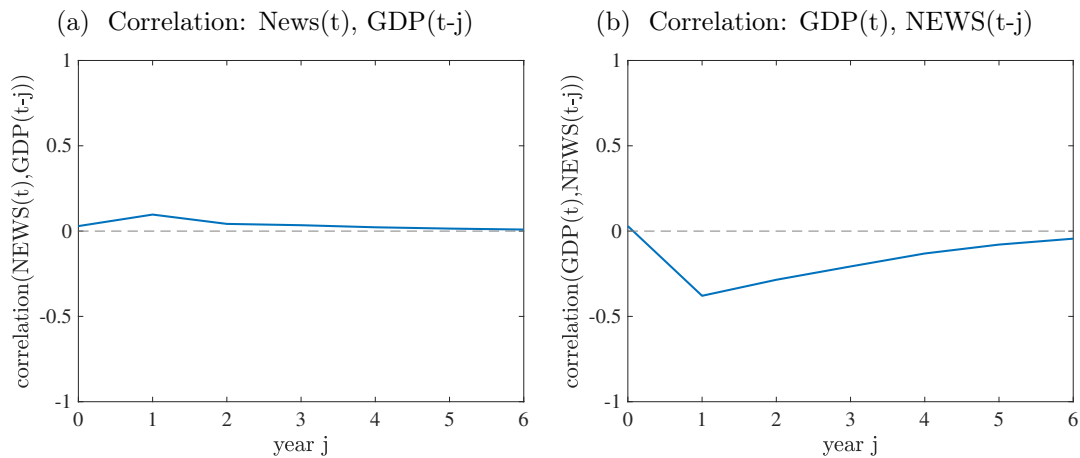 (a) Correlation: News(t), GDP(t-j)
correlation(NEWS(t),GDP(t-j))
1
0.5
0
-0.5
-1
0 1 2 3 4 5 6
year j
(b) Correlation: GDP(t), NEWS(t-j)
correlation(GDP(t),NEWS(t-j))
1
0.5
0
-0.5
-1
0 1 2 3 4 5 6
year j